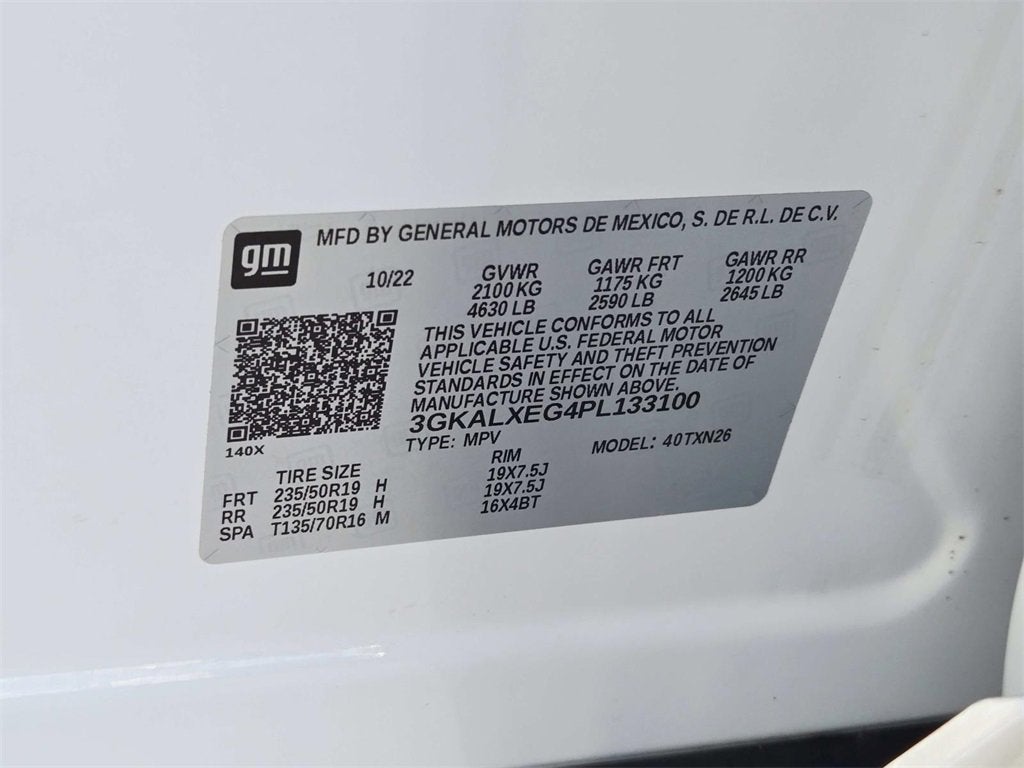 gm
MFD BY GENERAL MOTORS DE MEXICO, S. DE R.L. DE C.V.
10/22 GVWR GAWR FRT GAWR RR
2100 KG 1175 KG 1200 KG
4630 LB 2590 LB 2645 LB
THIS VEHICLE CONFORMS TO ALL
APPLICABLE U.S. FEDERAL MOTOR
VEHICLE SAFETY AND THEFT PREVENTION
STANDARDS IN EFFECT ON THE DATE OF
MANUFACTURE SHOWN ABOVE.
3GKALXEG4PL133100
140X
TYPE: MPV MODEL: 40TXN26
TIRE SIZE RIM
FRT 235/50R19 H 19X7.5J
RR 235/50R19 H 19X7.5J
SPA T135/70R16 M 16X4BT